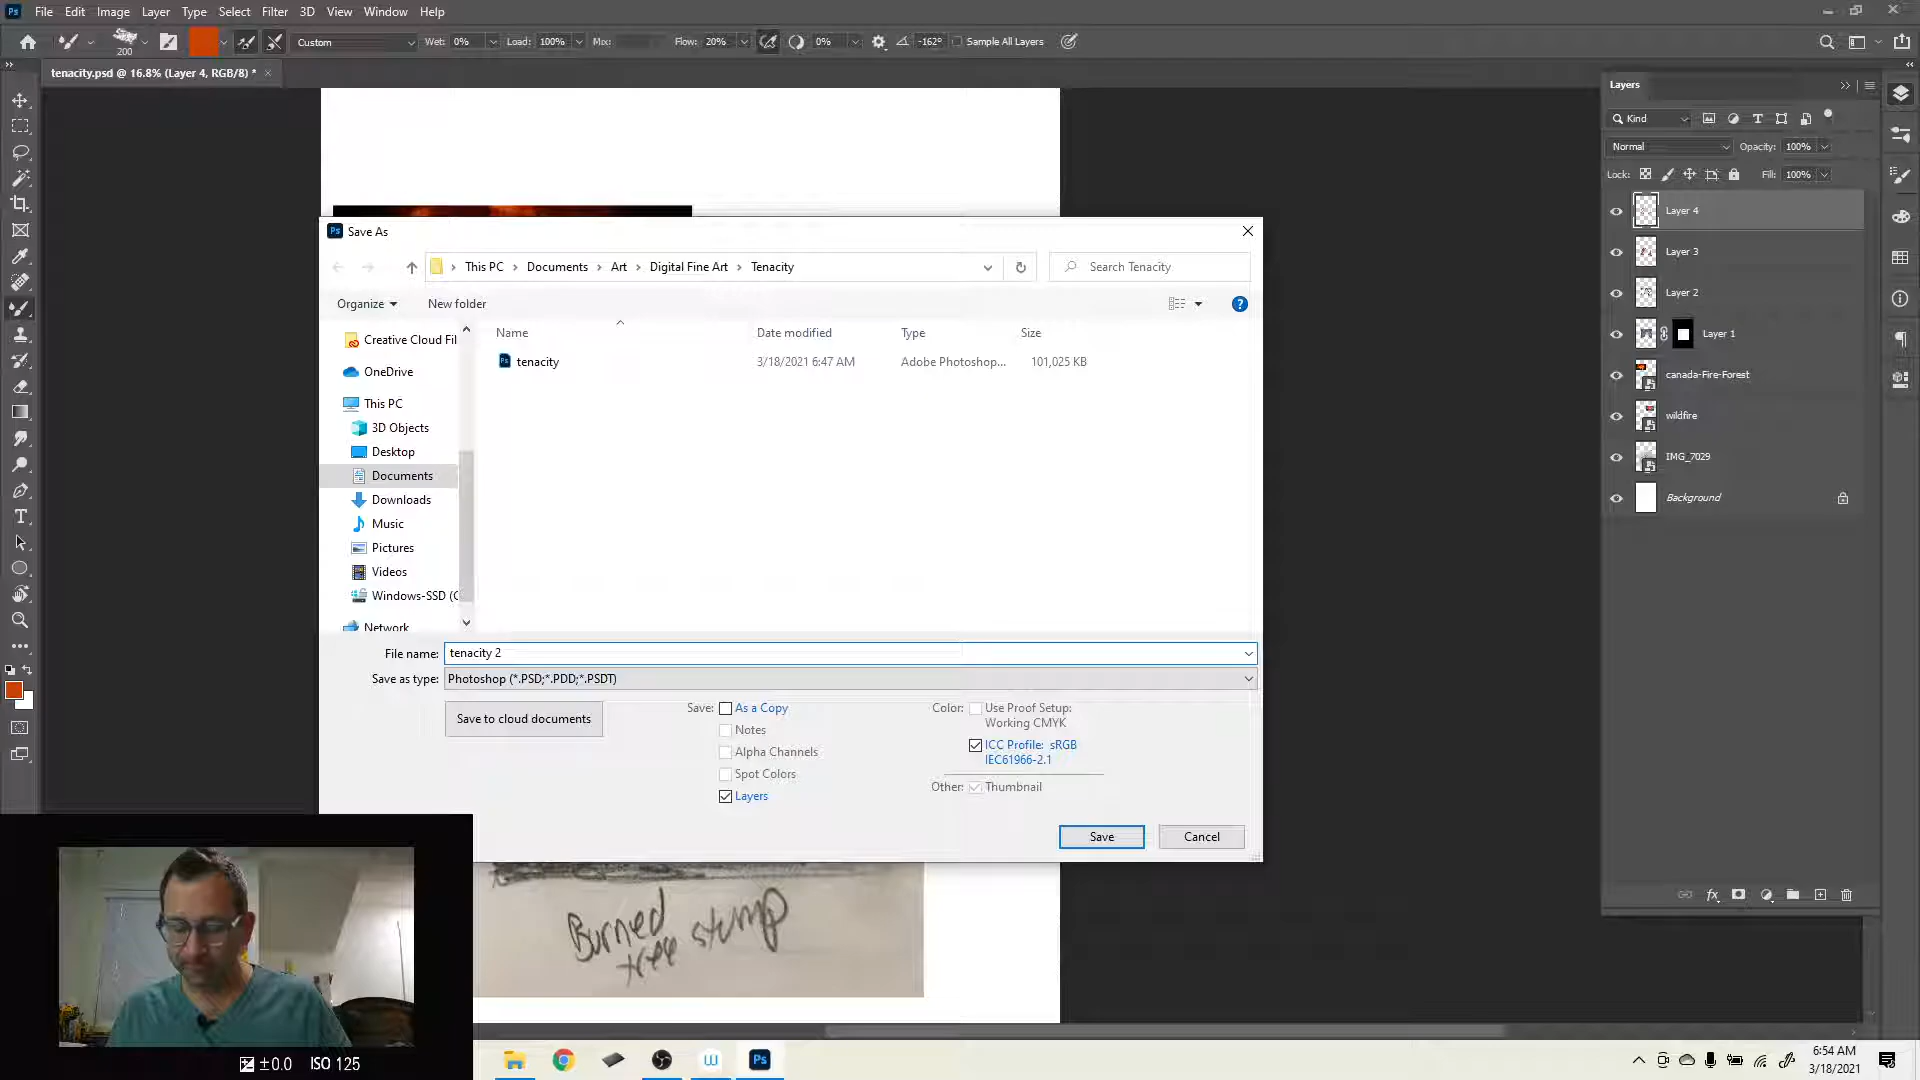 Ps File Edit Image Layer Type Select Filter 3D View Window Help
200 Custom Wet: 0% Load: 100% Mix: Flow: 20% 0% -162° Sample All Layers
tenacity.psd @ 16.8% (Layer 4, RGB/8) * ×
Layers
Kind
Normal Opacity: 100%
Lock: Fill: 100%
Layer 4
Layer 3
Layer 2
Layer 1
canada-Fire-Forest
wildfire
IMG_7029
Background
Ps Save As
This PC › Documents › Art › Digital Fine Art › Tenacity
Search Tenacity
Organize New folder
Name Date modified Type Size
tenacity 3/18/2021 6:47 AM Adobe Photoshop... 101,025 KB
Creative Cloud Fil
OneDrive
This PC
3D Objects
Desktop
Documents
Downloads
Music
Pictures
Videos
Windows-SSD (C
Network
File name: tenacity 2
Save as type: Photoshop (*.PSD;*.PDD;*.PSDT)
Save to cloud documents
Save: As a Copy
Notes
Alpha Channels
Spot Colors
Layers
Color: Use Proof Setup:
Working CMYK
ICC Profile: sRGB
IEC61966-2.1
Other: Thumbnail
Save Cancel
Burned
tree stump
±0.0 ISO 125
Ps
6:54 AM
3/18/2021